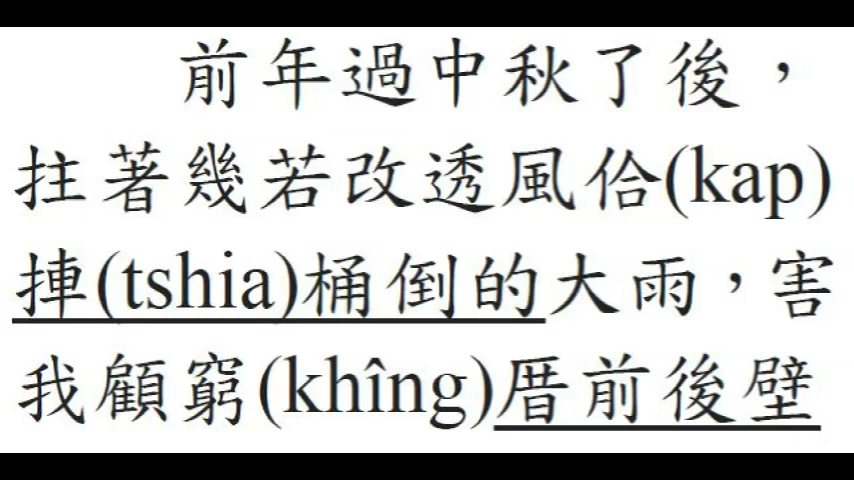 前年過中秋了後，
拄著幾若改透風佮(kap)
捙(tshia)桶倒的大雨，害
我顧窮(khîng)厝前後壁